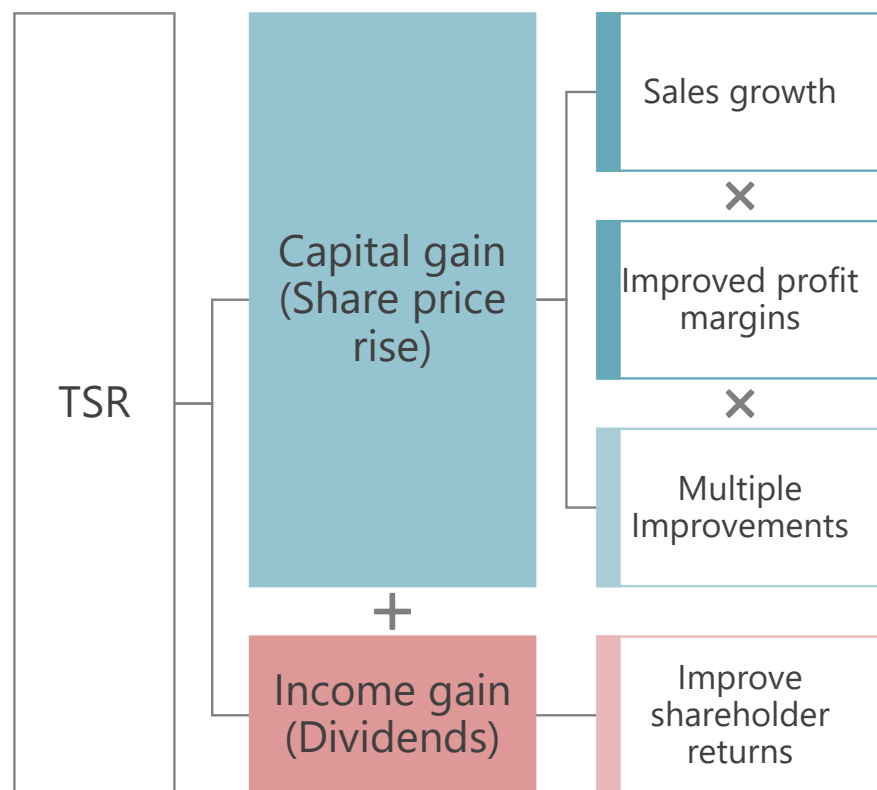 TSR
Capital gain
(Share price
rise)
+
Income gain
(Dividends)
Sales growth
×
Improved profit
margins
×
Multiple
Improvements
Improve
shareholder
returns